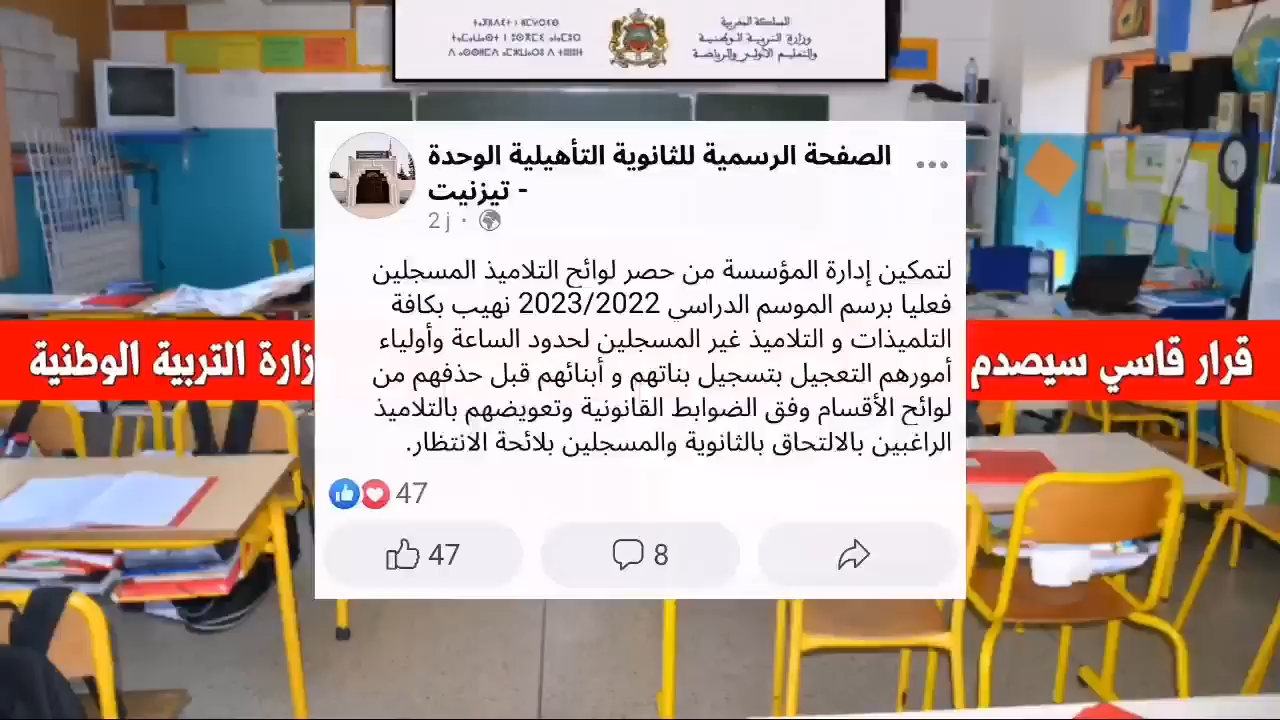 المملكة المغربية
وزارة التربية الوطنية
والتعليم الأولي والرياضة
الصفحة الرسمية للثانوية التأهيلية الوحدة
- تيزنيت
2 j ·
لتمكين إدارة المؤسسة من حصر لوائح التلاميذ المسجلين
فعليا برسم الموسم الدراسي 2023/2022 نهيب بكافة
التلميذات و التلاميذ غير المسجلين لحدود الساعة وأولياء
أمورهم التعجيل بتسجيل بناتهم و أبنائهم قبل حذفهم من
لوائح الأقسام وفق الضوابط القانونية وتعويضهم بالتلاميذ
الراغبين بالالتحاق بالثانوية والمسجلين بلائحة الانتظار.
47
47
8
قرار قاسي سيصدم
زارة التربية الوطنية